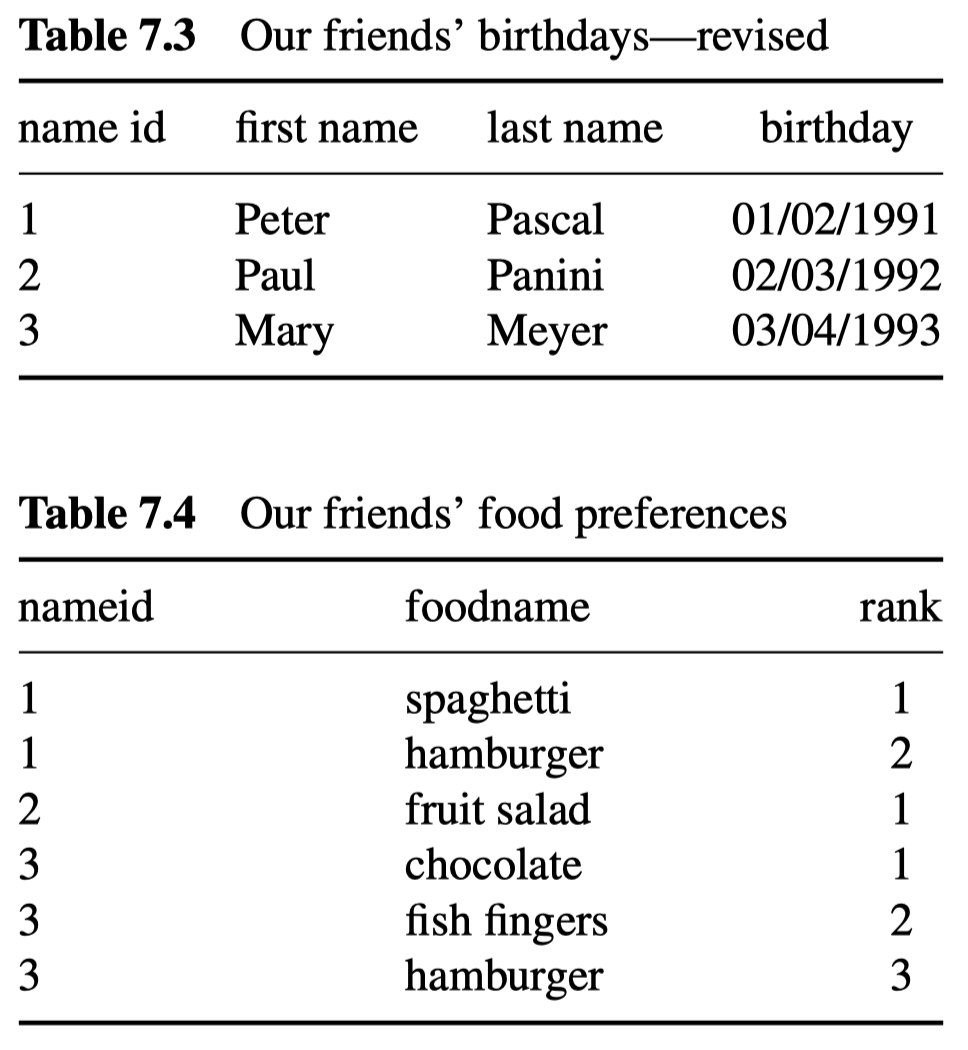 Table 7.3 Our friends’ birthdays—revised
name id first name last name birthday
1 Peter Pascal 01/02/1991
2 Paul Panini 02/03/1992
3 Mary Meyer 03/04/1993
Table 7.4 Our friends’ food preferences
nameid foodname rank
1 spaghetti 1
1 hamburger 2
2 fruit salad 1
3 chocolate 1
3 fish fingers 2
3 hamburger 3